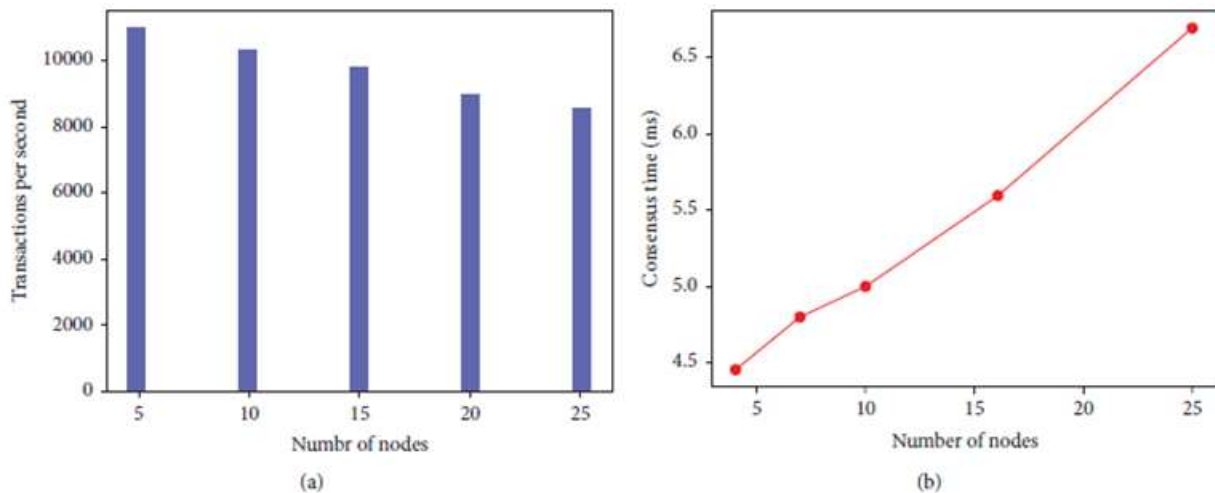 10000
8000
6000
4000
2000
0
Transactions per second
5 10 15 20 25
Numbr of nodes
(a)
6.5
6.0
5.5
5.0
4.5
Consensus time (ms)
5 10 15 20 25
Number of nodes
(b)